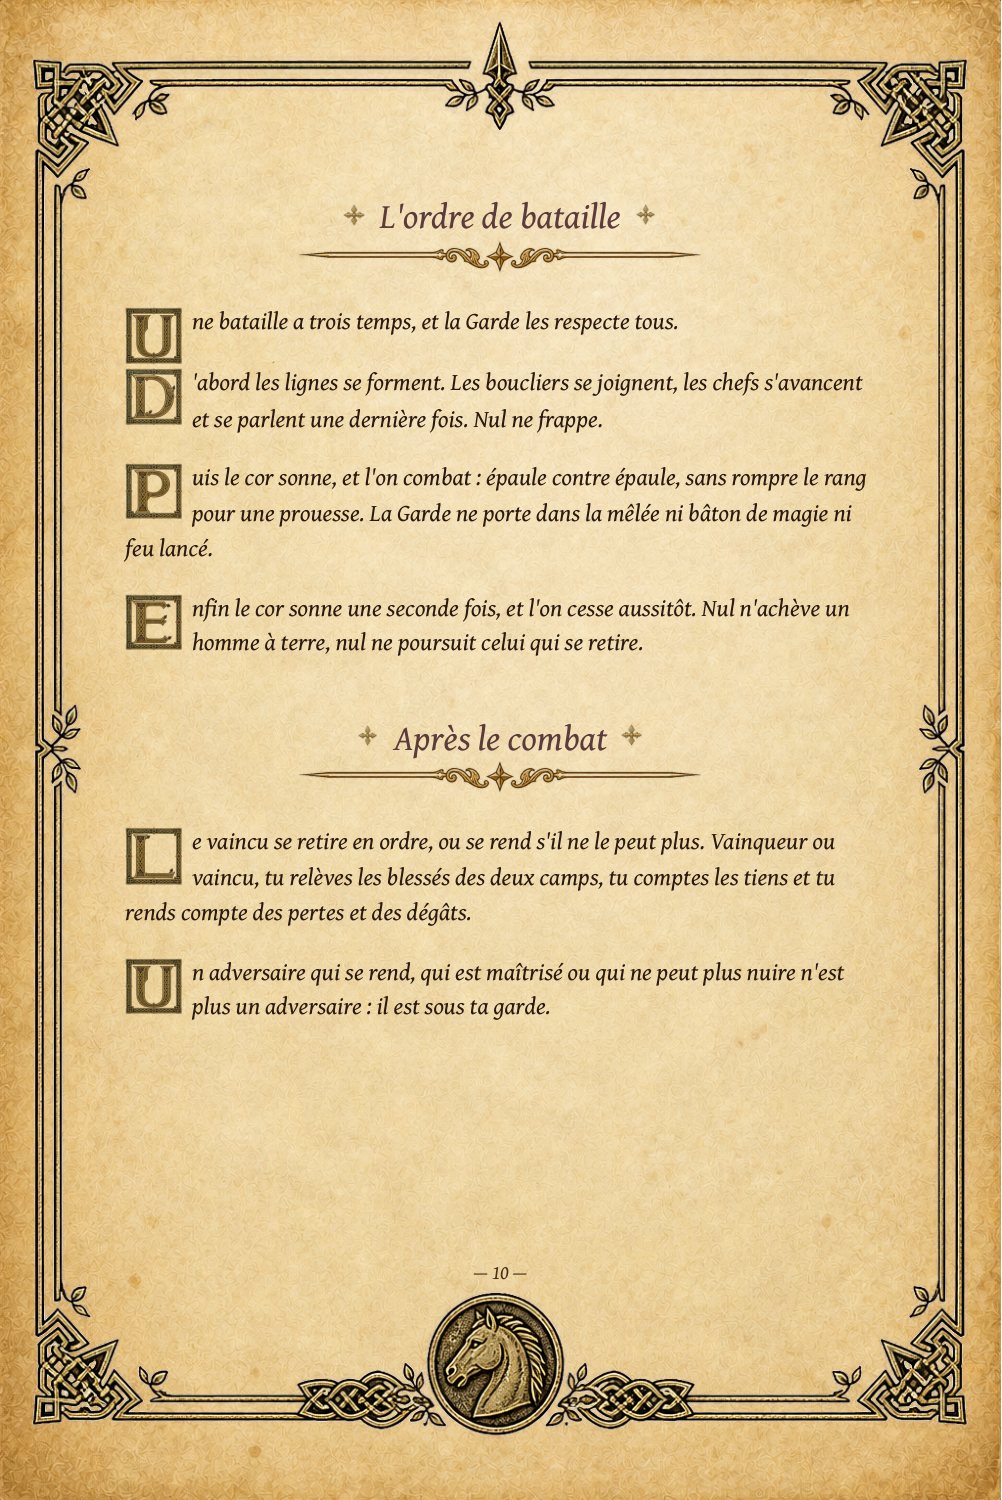 L'ordre de bataille
Une bataille a trois temps, et la Garde les respecte tous.
D'abord les lignes se forment. Les boucliers se joignent, les chefs s'avancent
et se parlent une dernière fois. Nul ne frappe.
Puis le cor sonne, et l'on combat : épaule contre épaule, sans rompre le rang
pour une prouesse. La Garde ne porte dans la mêlée ni bâton de magie ni
feu lancé.
Enfin le cor sonne une seconde fois, et l'on cesse aussitôt. Nul n'achève un
homme à terre, nul ne poursuit celui qui se retire.
Après le combat
Le vaincu se retire en ordre, ou se rend s'il ne le peut plus. Vainqueur ou
vaincu, tu relèves les blessés des deux camps, tu comptes les tiens et tu
rends compte des pertes et des dégâts.
Un adversaire qui se rend, qui est maîtrisé ou qui ne peut plus nuire n'est
plus un adversaire : il est sous ta garde.
— 10 —